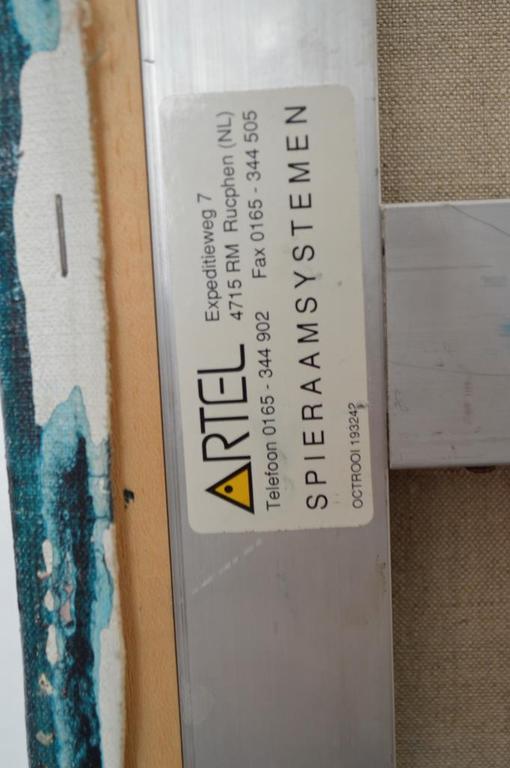 ARTEL Expeditieweg 7
4715 RM Rucphen (NL)
Telefoon 0165 - 344 902 Fax 0165 - 344 505
SPIERAAMSYSTEMEN
OCTROOI 193242